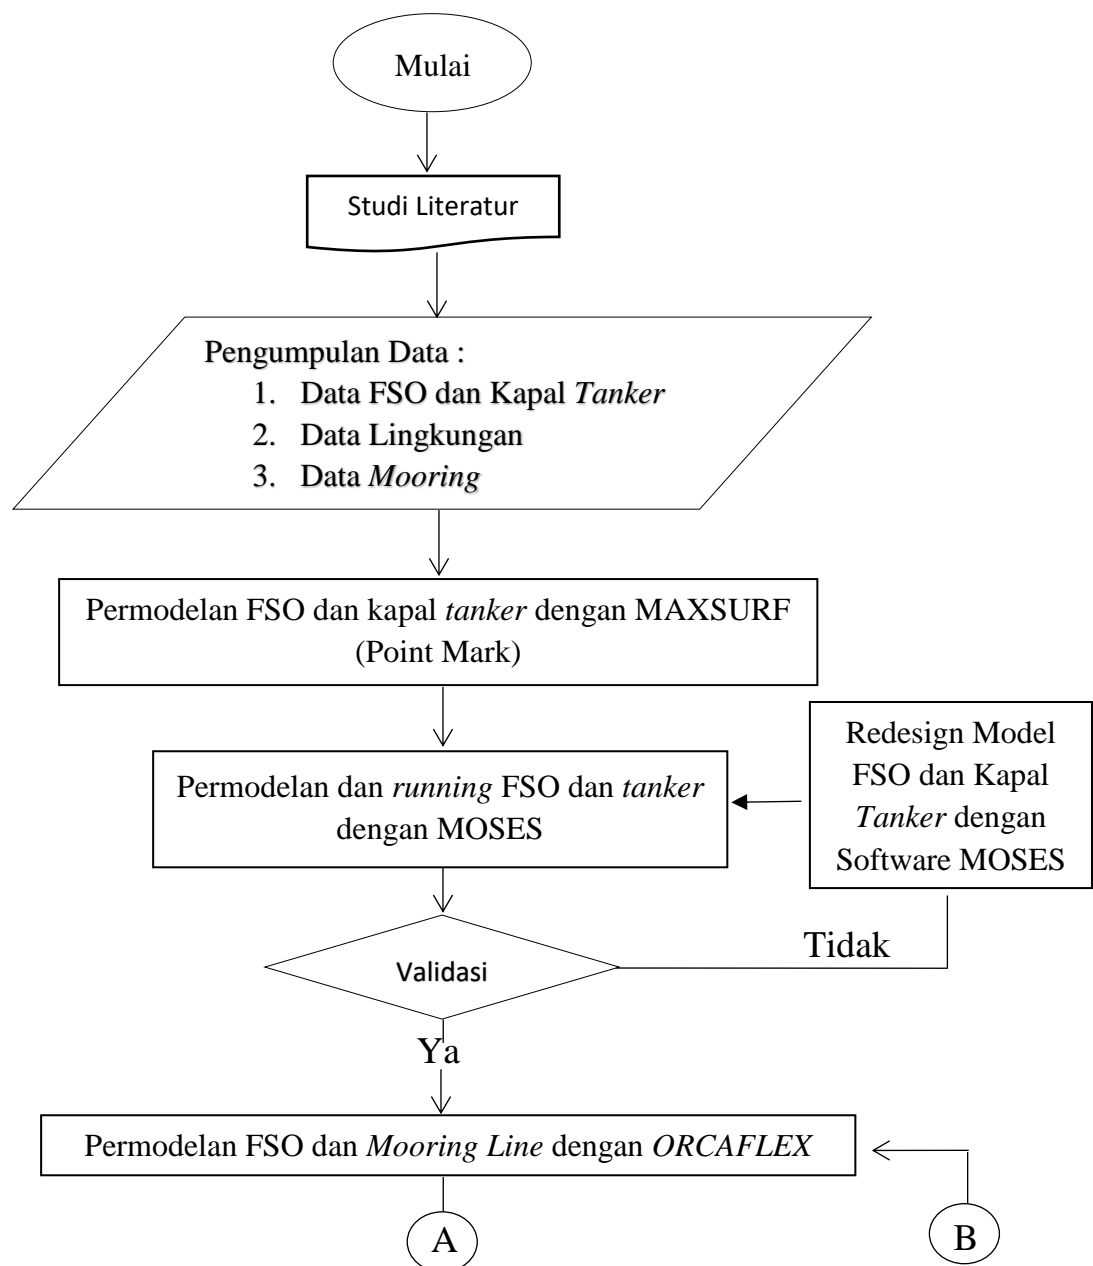 Mulai
Studi Literatur
Pengumpulan Data :
1. Data FSO dan Kapal Tanker
2. Data Lingkungan
3. Data Mooring
Permodelan FSO dan kapal tanker dengan MAXSURF
(Point Mark)
Redesign Model
FSO dan Kapal
Tanker dengan
Software MOSES
Permodelan dan running FSO dan tanker
dengan MOSES
Validasi
Tidak
Ya
Permodelan FSO dan Mooring Line dengan ORCAFLEX
A
B